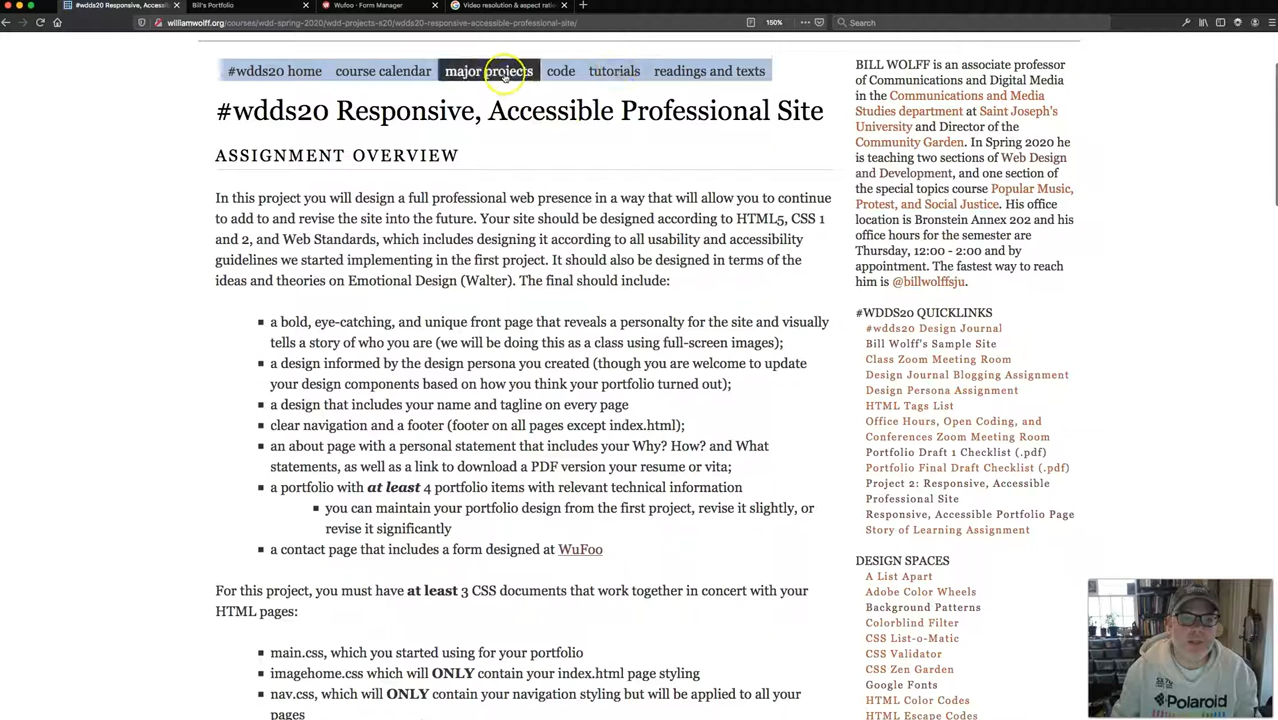 #wdds20 Responsive, Accessi
Bill's Portfolio
Wufoo · Form Manager
Video resolution & aspect rati
williamwolff.org/courses/wdd-spring-2020/wdd-projects-s20/wdds20-responsive-accessible-professional-site/
150%
Search
#wdds20 home course calendar major projects code tutorials readings and texts
#wdds20 Responsive, Accessible Professional Site
ASSIGNMENT OVERVIEW
In this project you will design a full professional web presence in a way that will allow you to continue
to add to and revise the site into the future. Your site should be designed according to HTML5, CSS 1
and 2, and Web Standards, which includes designing it according to all usability and accessibility
guidelines we started implementing in the first project. It should also be designed in terms of the
ideas and theories on Emotional Design (Walter). The final should include:
a bold, eye-catching, and unique front page that reveals a personalty for the site and visually
tells a story of who you are (we will be doing this as a class using full-screen images);
a design informed by the design persona you created (though you are welcome to update
your design components based on how you think your portfolio turned out);
a design that includes your name and tagline on every page
clear navigation and a footer (footer on all pages except index.html);
an about page with a personal statement that includes your Why? How? and What
statements, as well as a link to download a PDF version your resume or vita;
a portfolio with at least 4 portfolio items with relevant technical information
you can maintain your portfolio design from the first project, revise it slightly, or
revise it significantly
a contact page that includes a form designed at WuFoo
For this project, you must have at least 3 CSS documents that work together in concert with your
HTML pages:
main.css, which you started using for your portfolio
imagehome.css which will ONLY contain your index.html page styling
nav.css, which will ONLY contain your navigation styling but will be applied to all your
pages
BILL WOLFF is an associate professor
of Communications and Digital Media
in the Communications and Media
Studies department at Saint Joseph's
University and Director of the
Community Garden. In Spring 2020 he
is teaching two sections of Web Design
and Development, and one section of
the special topics course Popular Music,
Protest, and Social Justice. His office
location is Bronstein Annex 202 and his
office hours for the semester are
Thursday, 12:00 - 2:00 and by
appointment. The fastest way to reach
him is @billwolffsju.
#WDDS20 QUICKLINKS
#wdds20 Design Journal
Bill Wolff's Sample Site
Class Zoom Meeting Room
Design Journal Blogging Assignment
Design Persona Assignment
HTML Tags List
Office Hours, Open Coding, and
Conferences Zoom Meeting Room
Portfolio Draft 1 Checklist (.pdf)
Portfolio Final Draft Checklist (.pdf)
Project 2: Responsive, Accessible
Professional Site
Responsive, Accessible Portfolio Page
Story of Learning Assignment
DESIGN SPACES
A List Apart
Adobe Color Wheels
Background Patterns
Colorblind Filter
CSS List-o-Matic
CSS Validator
CSS Zen Garden
Google Fonts
HTML Color Codes
HTML Escape Codes
Polaroid